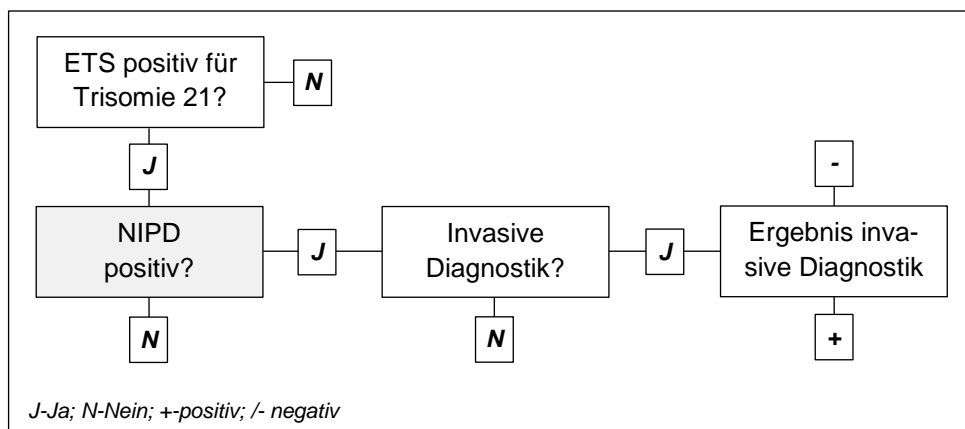 ETS positiv für
Trisomie 21?
N
J
-
NIPD
positiv?
J
Invasive
Diagnostik?
J
Ergebnis inva-
sive Diagnostik
N
N
+
J-Ja; N-Nein; +-positiv; /- negativ